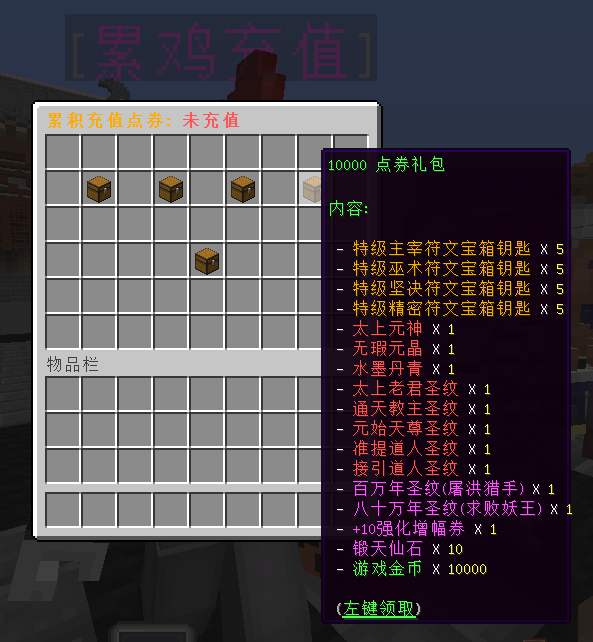 [累鸡充值]
累积充值点券: 未充值
10000 点券礼包
内容:
- 特级主宰符文宝箱钥匙 X 5
- 特级巫术符文宝箱钥匙 X 5
- 特级坚决符文宝箱钥匙 X 5
- 特级精密符文宝箱钥匙 X 5
- 太上元神 X 1
- 无瑕元晶 X 1
- 水墨丹青 X 1
- 太上老君圣纹 X 1
- 通天教主圣纹 X 1
- 元始天尊圣纹 X 1
- 准提道人圣纹 X 1
- 接引道人圣纹 X 1
- 百万年圣纹(屠洪猎手) X 1
- 八十万年圣纹(求败妖王) X 1
- +10强化增幅券 X 1
- 锻天仙石 X 10
- 游戏金币 X 10000
(左键领取)
物品栏